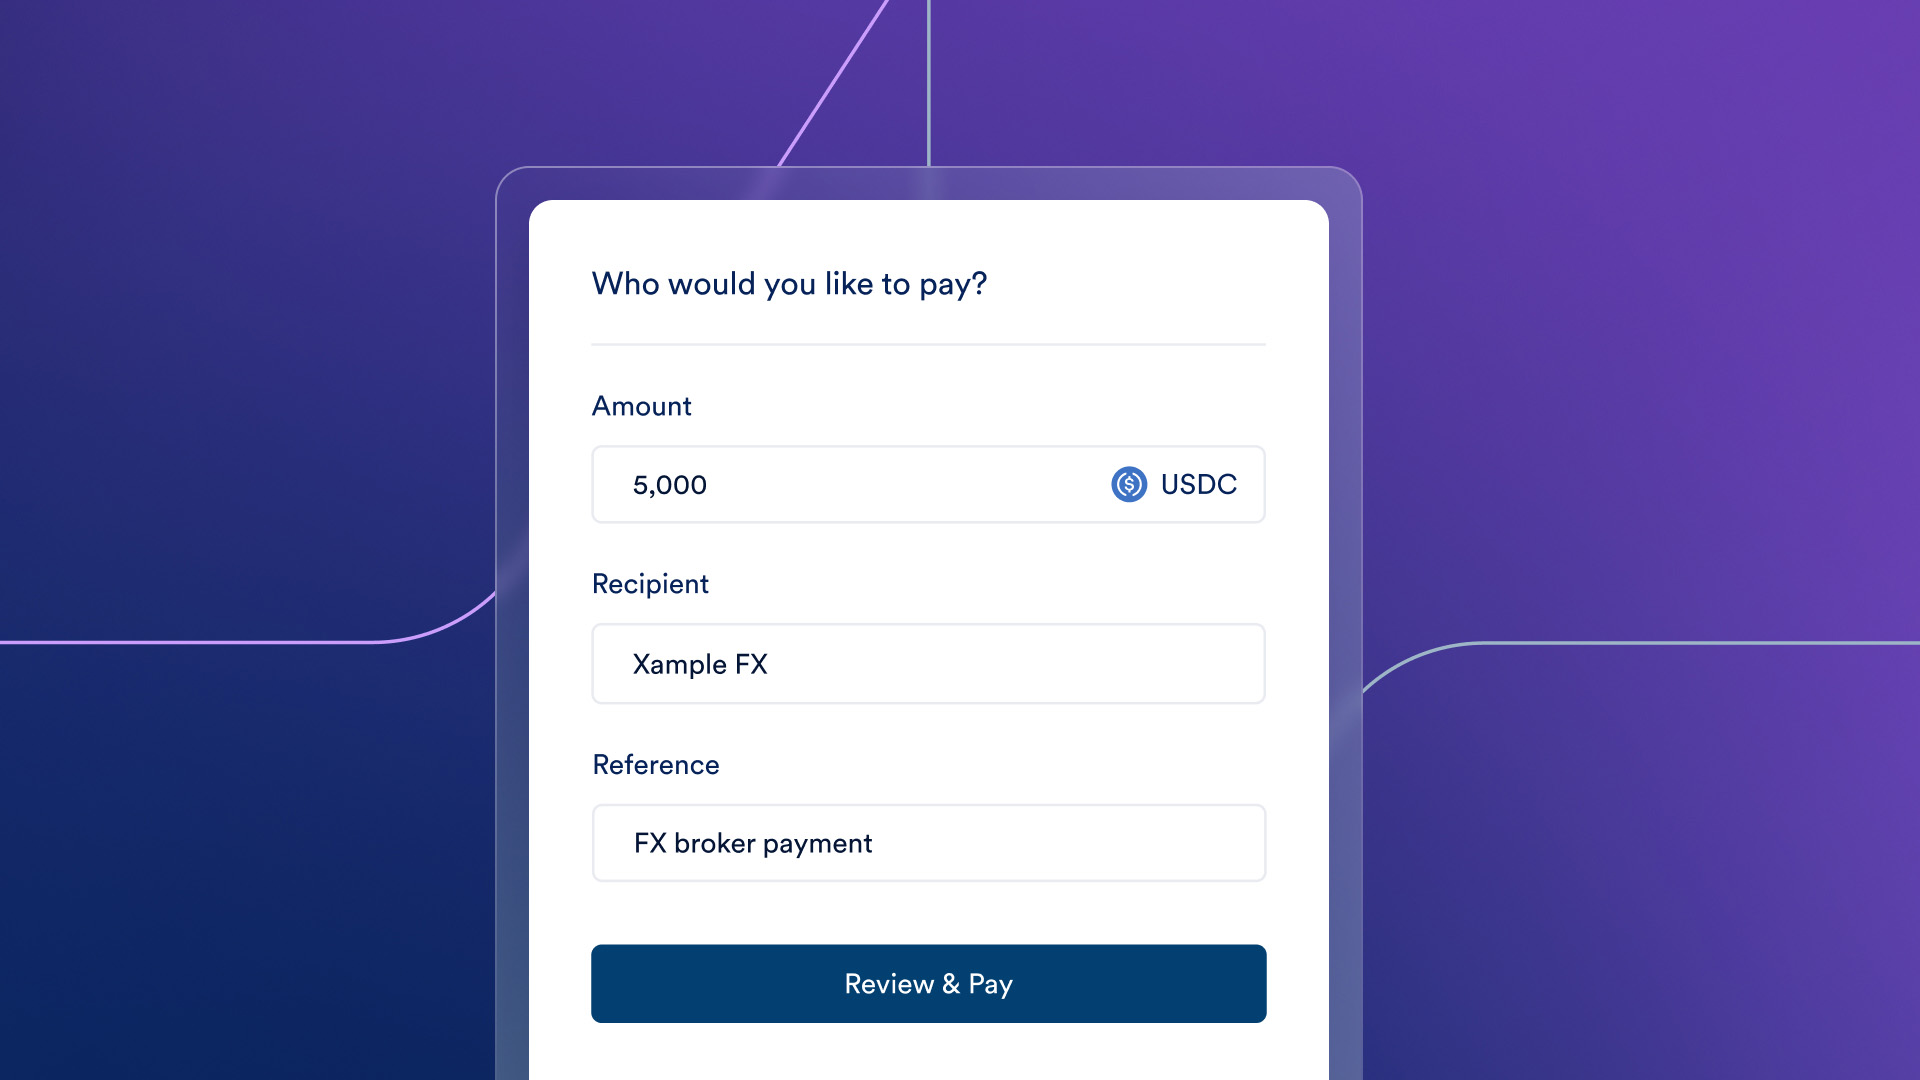 Who would you like to pay?
Amount
5,000 USDC
Recipient
Xample FX
Reference
FX broker payment
Review & Pay